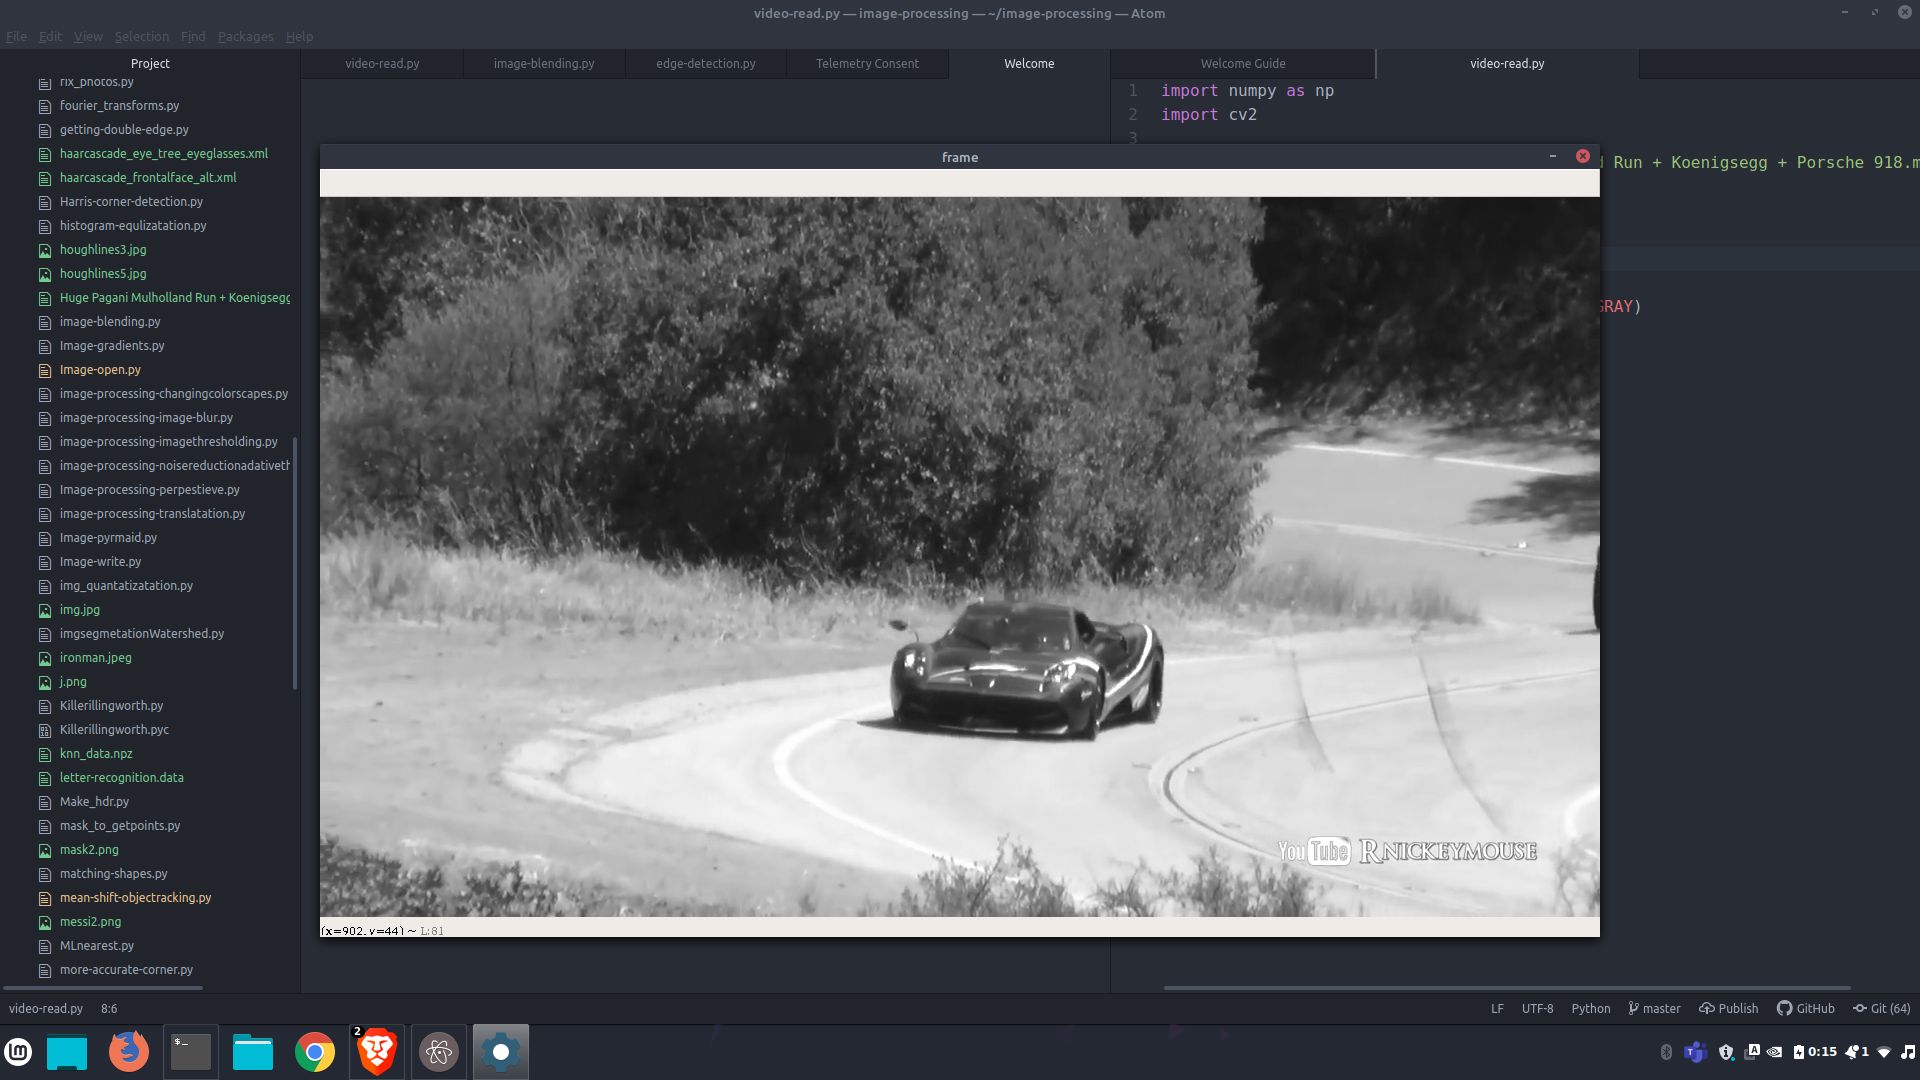 video-read.py — image-processing — ~/image-processing — Atom
File Edit View Selection Find Packages Help
Project
video-read.py image-blending.py edge-detection.py Telemetry Consent Welcome Welcome Guide video-read.py
fix_photos.py
fourier_transforms.py
getting-double-edge.py
haarcascade_eye_tree_eyeglasses.xml
haarcascade_frontalface_alt.xml
Harris-corner-detection.py
histogram-equlizatation.py
houghlines3.jpg
houghlines5.jpg
Huge Pagani Mulholland Run + Koenigsegg
image-blending.py
Image-gradients.py
Image-open.py
image-processing-changingcolorscapes.py
image-processing-image-blur.py
image-processing-imagethresholding.py
image-processing-noisereductionadativeth
Image-processing-perpestieve.py
image-processing-translatation.py
Image-pyrmaid.py
Image-write.py
img_quantatizatation.py
img.jpg
imgsegmetationWatershed.py
ironman.jpeg
j.png
Killerillingworth.py
Killerillingworth.pyc
knn_data.npz
letter-recognition.data
Make_hdr.py
mask_to_getpoints.py
mask2.png
matching-shapes.py
mean-shift-objectracking.py
messi2.png
MLnearest.py
more-accurate-corner.py
1 import numpy as np
2 import cv2
3
Run + Koenigsegg + Porsche 918.m
GRAY)
frame
YouTube RNICKEYMOUSE
(x=902, y=44) ~ L:81
video-read.py 8:6
LF UTF-8 Python master Publish GitHub Git (64)
$_
2
A
0:15
1